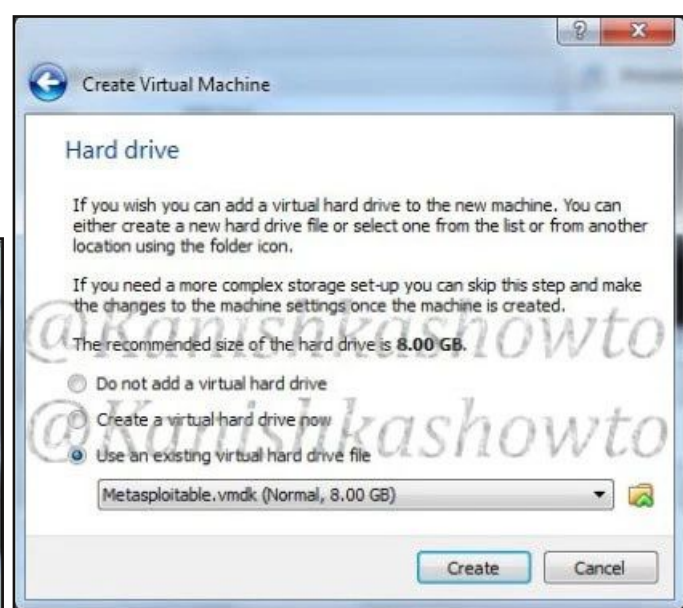 Create Virtual Machine
Hard drive
If you wish you can add a virtual hard drive to the new machine. You can
either create a new hard drive file or select one from the list or from another
location using the folder icon.
If you need a more complex storage set-up you can skip this step and make
the changes to the machine settings once the machine is created.
@Kanishkashowto
The recommended size of the hard drive is 8.00 GB.
Do not add a virtual hard drive
Create a virtual hard drive now
@Kanishkashowto
Use an existing virtual hard drive file
Metasploitable.vmdk (Normal, 8.00 GB)
Create Cancel